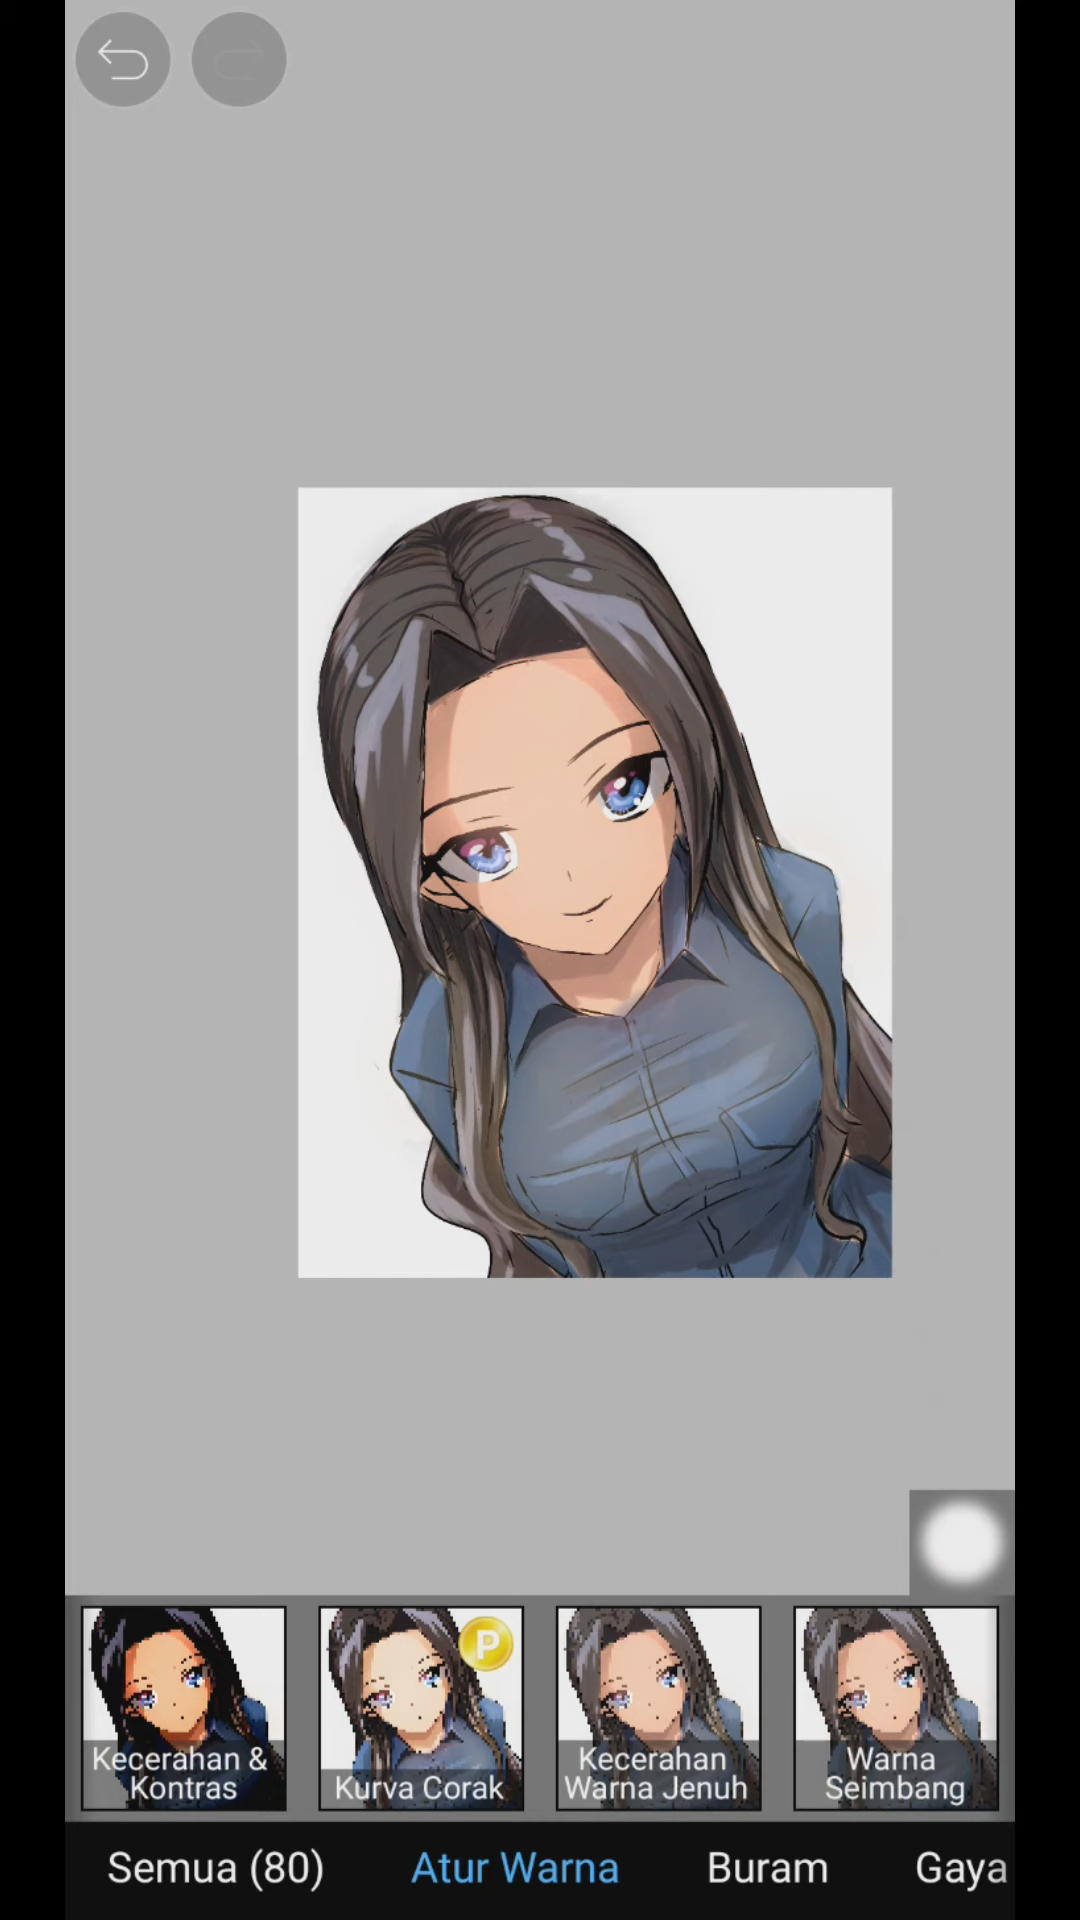 Kecerahan &
Kontras
P
Kurva Corak
Kecerahan
Warna Jenuh
Warna
Seimbang
Semua (80)
Atur Warna
Buram
Gaya